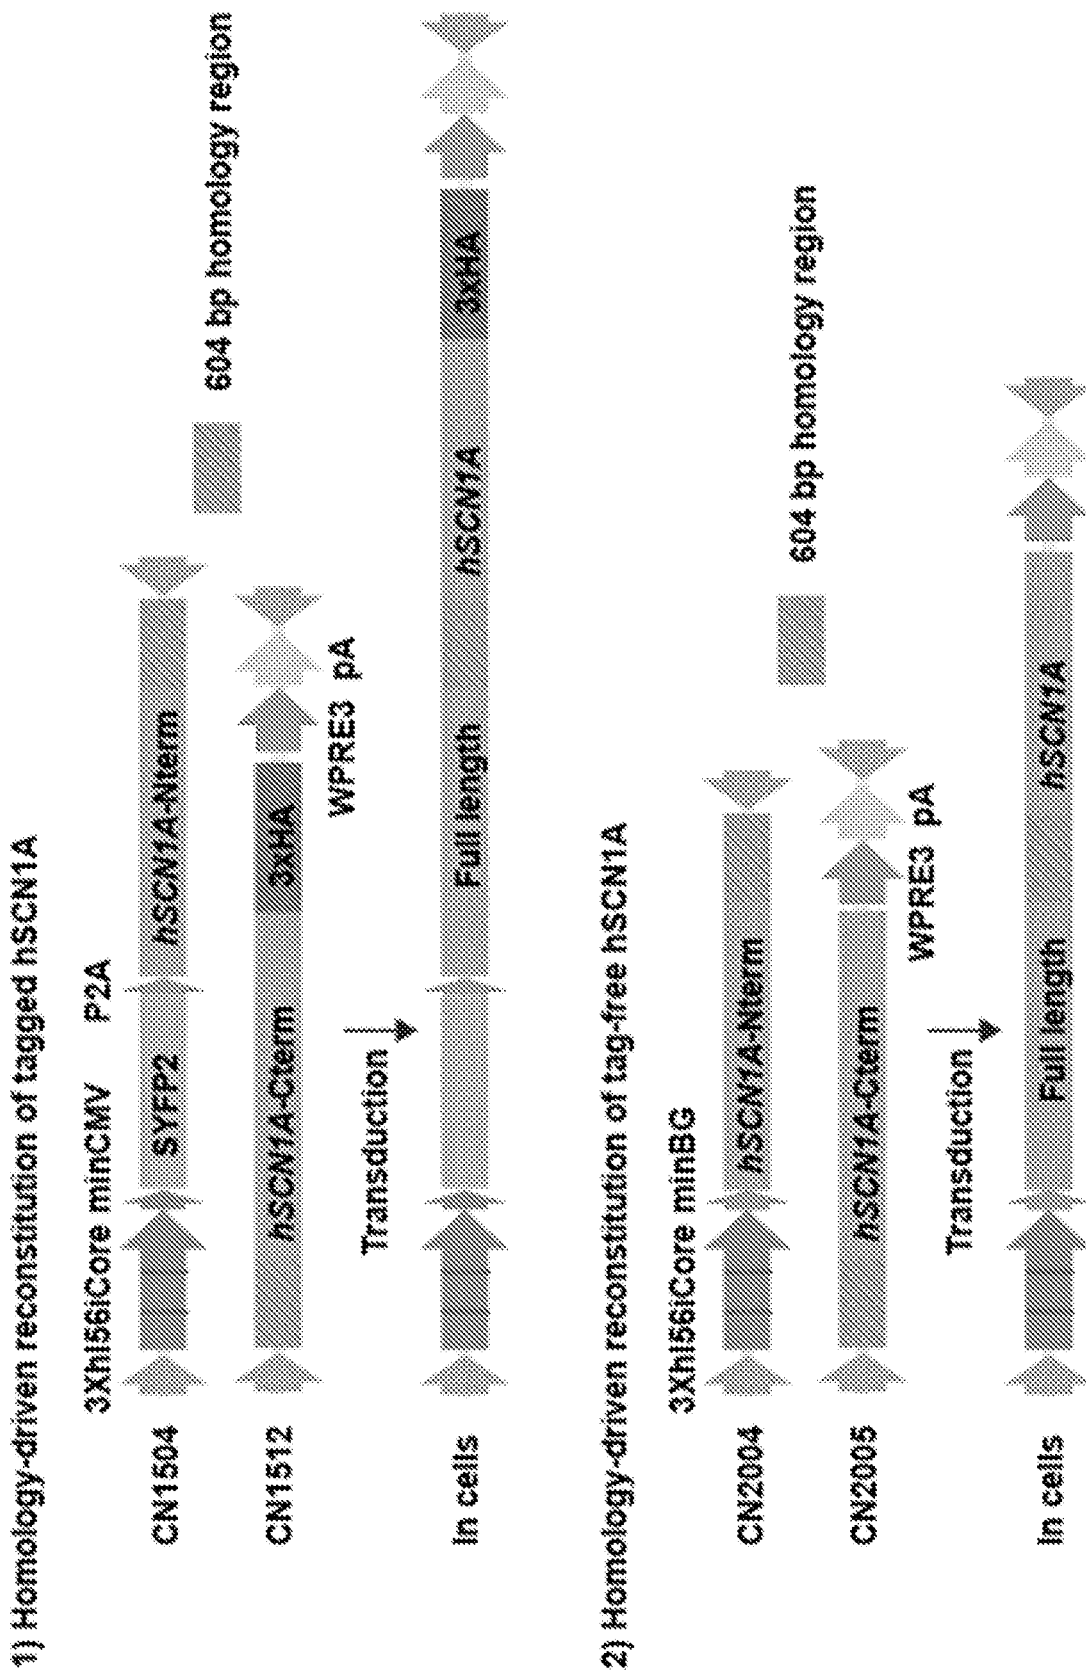 1) Homology-driven reconstitution of tagged hSCN1A
3XhI56iCore minCMV P2A
CN1504 SYFP2 hSCN1A-Nterm
604 bp homology region
CN1512 hSCN1A-Cterm 3xHA
WPRE3 pA
Transduction
In cells Full length hSCN1A 3xHA
2) Homology-driven reconstitution of tag-free hSCN1A
3XhI56iCore minBG
CN2004 hSCN1A-Nterm
604 bp homology region
CN2005 hSCN1A-Cterm
WPRE3 pA
Transduction
In cells Full length hSCN1A